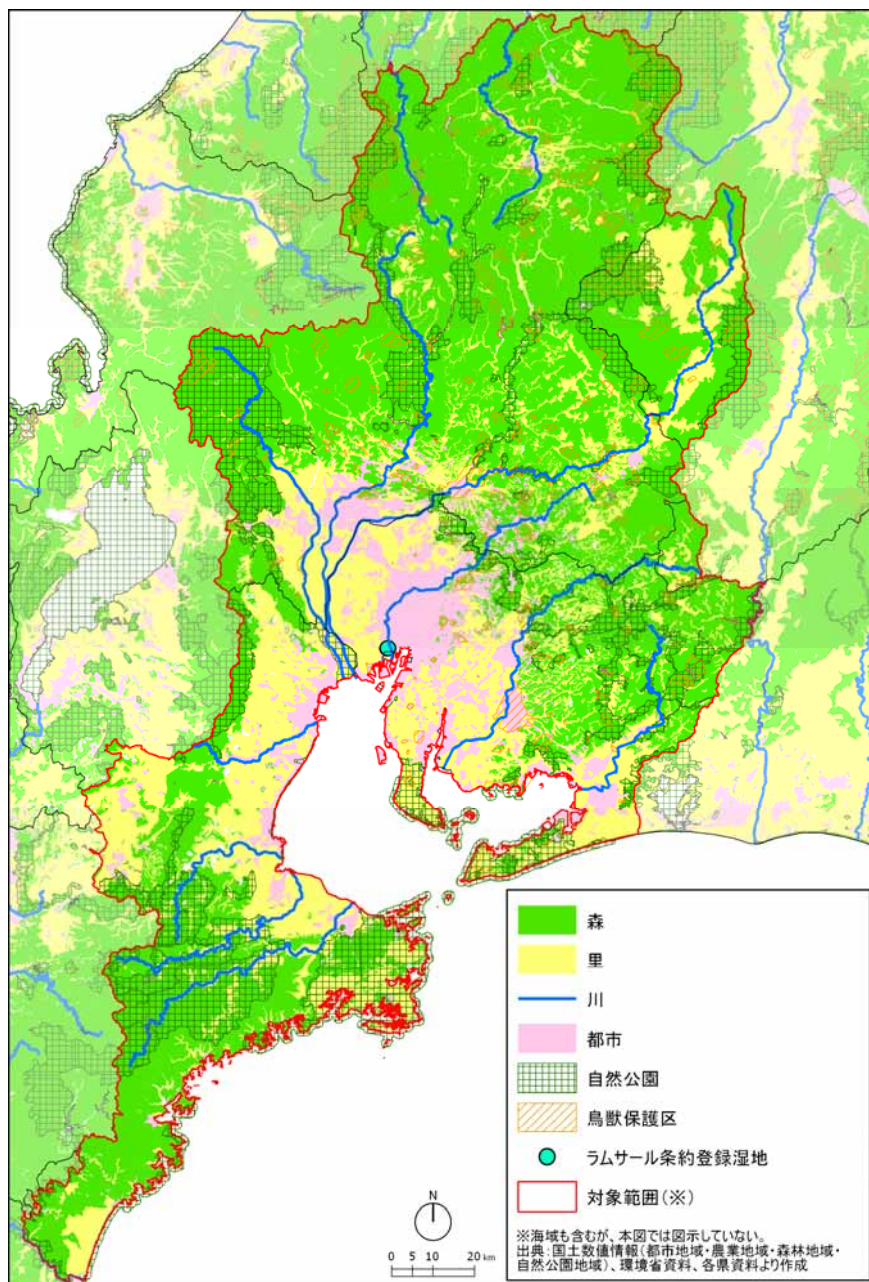 森
里
川
都市
自然公園
鳥獣保護区
ラムサール条約登録湿地
対象範囲(※)
N
0 5 10 20 km
※海域も含むが、本図では図示していない。
出典:国土数値情報(都市地域・農業地域・森林地域・
自然公園地域)、環境省資料、各県資料より作成